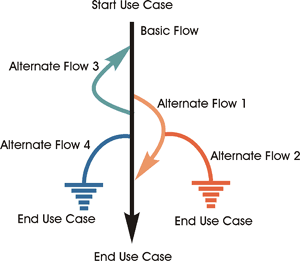 Start Use Case
Basic Flow
Alternate Flow 3
Alternate Flow 1
Alternate Flow 4
Alternate Flow 2
End Use Case
End Use Case
End Use Case